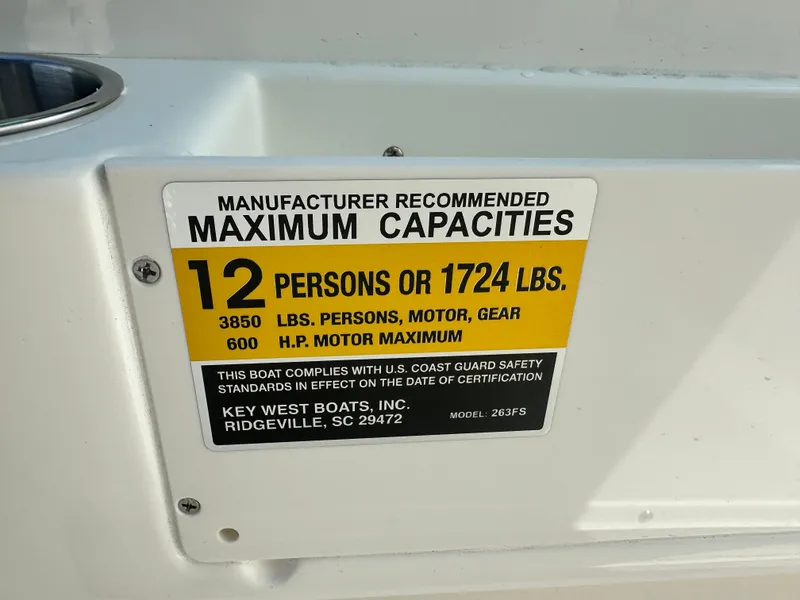 MANUFACTURER RECOMMENDED
MAXIMUM CAPACITIES
12 PERSONS OR 1724 LBS.
3850 LBS. PERSONS, MOTOR, GEAR
600 H.P. MOTOR MAXIMUM
THIS BOAT COMPLIES WITH U.S. COAST GUARD SAFETY
STANDARDS IN EFFECT ON THE DATE OF CERTIFICATION
KEY WEST BOATS, INC.
RIDGEVILLE, SC 29472 MODEL: 263FS